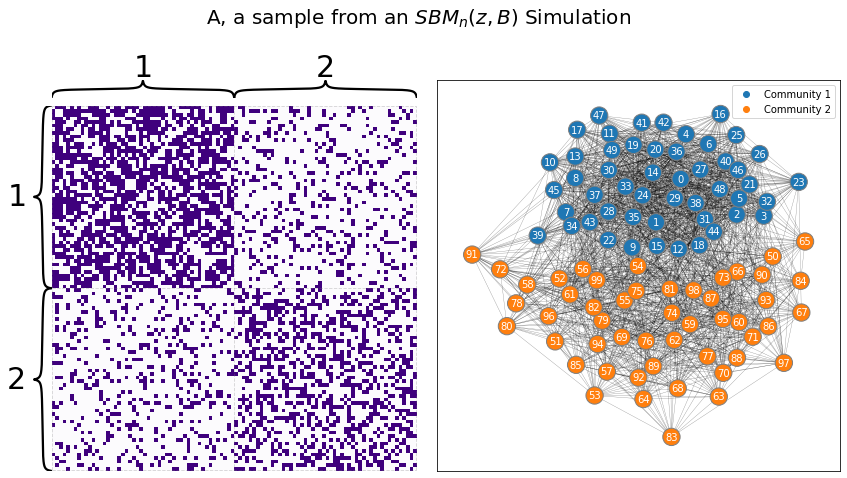 A, a sample from an $SBM_n(z, B)$ Simulation
1 2
1
2
Community 1
Community 2
47 41 42 16
17 11 4 25
49 19 20 36 6 26
10 13 40
30 14 27 46
8 0 21 23
45 37 33 24 48
29 38 5 32
7 28 35 31 2 3
34 43 1
39 22 44
9 15 12 18
65
91 50
72 56 54 66
52 99 73 90 84
58 61 75 81 98
78 55 87 93
82 74 67
96 79 59 95 60 86
80
51 94 69 76 62 71
77 88
85 57 89 70
92
53 64 68 63 97
83